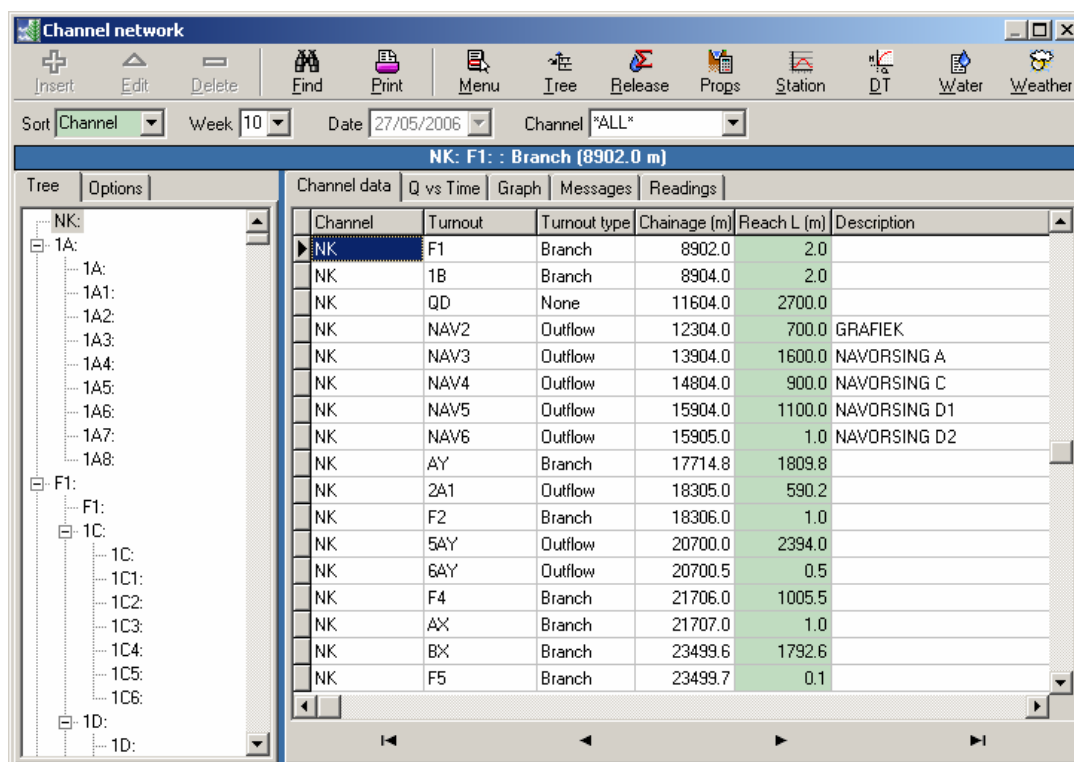 Channel network
Insert Edit Delete Find Print Menu Tree Release Props Station DT Water Weather
Sort Channel Week 10 Date 27/05/2006 Channel *ALL*
NK: F1: : Branch (8902.0 m)
Tree Options
NK:
1A:
1A:
1A1:
1A2:
1A3:
1A4:
1A5:
1A6:
1A7:
1A8:
F1:
F1:
1C:
1C:
1C1:
1C2:
1C3:
1C4:
1C5:
1C6:
1D:
1D:
Channel data Q vs Time Graph Messages Readings
Channel Turnout Turnout type Chainage (m) Reach L (m) Description
NK F1 Branch 8902.0 2.0
NK 1B Branch 8904.0 2.0
NK QD None 11604.0 2700.0
NK NAV2 Outflow 12304.0 700.0 GRAFIEK
NK NAV3 Outflow 13904.0 1600.0 NAVORSING A
NK NAV4 Outflow 14804.0 900.0 NAVORSING C
NK NAV5 Outflow 15904.0 1100.0 NAVORSING D1
NK NAV6 Outflow 15905.0 1.0 NAVORSING D2
NK AY Branch 17714.8 1809.8
NK 2A1 Outflow 18305.0 590.2
NK F2 Branch 18306.0 1.0
NK 5AY Outflow 20700.0 2394.0
NK 6AY Outflow 20700.5 0.5
NK F4 Branch 21706.0 1005.5
NK AX Branch 21707.0 1.0
NK BX Branch 23499.6 1792.6
NK F5 Branch 23499.7 0.1